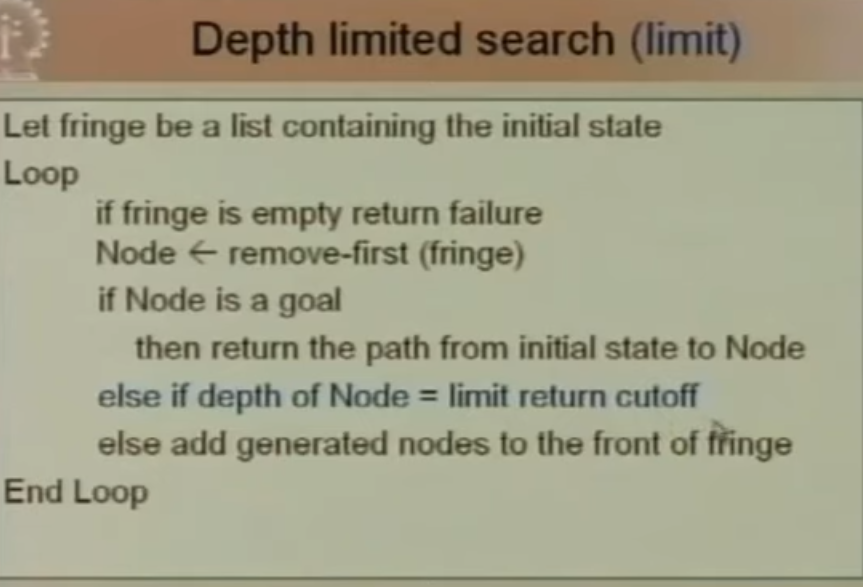 Depth limited search (limit)
Let fringe be a list containing the initial state
Loop
if fringe is empty return failure
Node ← remove-first (fringe)
if Node is a goal
then return the path from initial state to Node
else if depth of Node = limit return cutoff
else add generated nodes to the front of fringe
End Loop